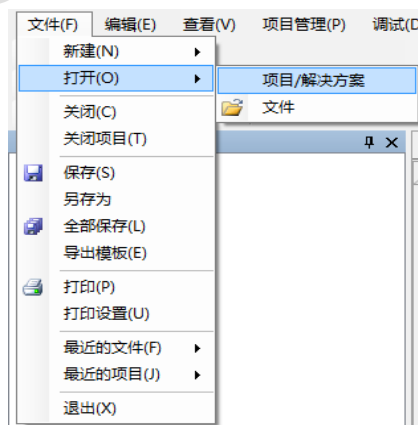 文件(F) 编辑(E) 查看(V) 项目管理(P) 调试(D
新建(N)
打开(O) 项目/解决方案
关闭(C) 文件
关闭项目(T)
保存(S)
另存为
全部保存(L)
导出模板(E)
打印(P)
打印设置(U)
最近的文件(F)
最近的项目(J)
退出(X)